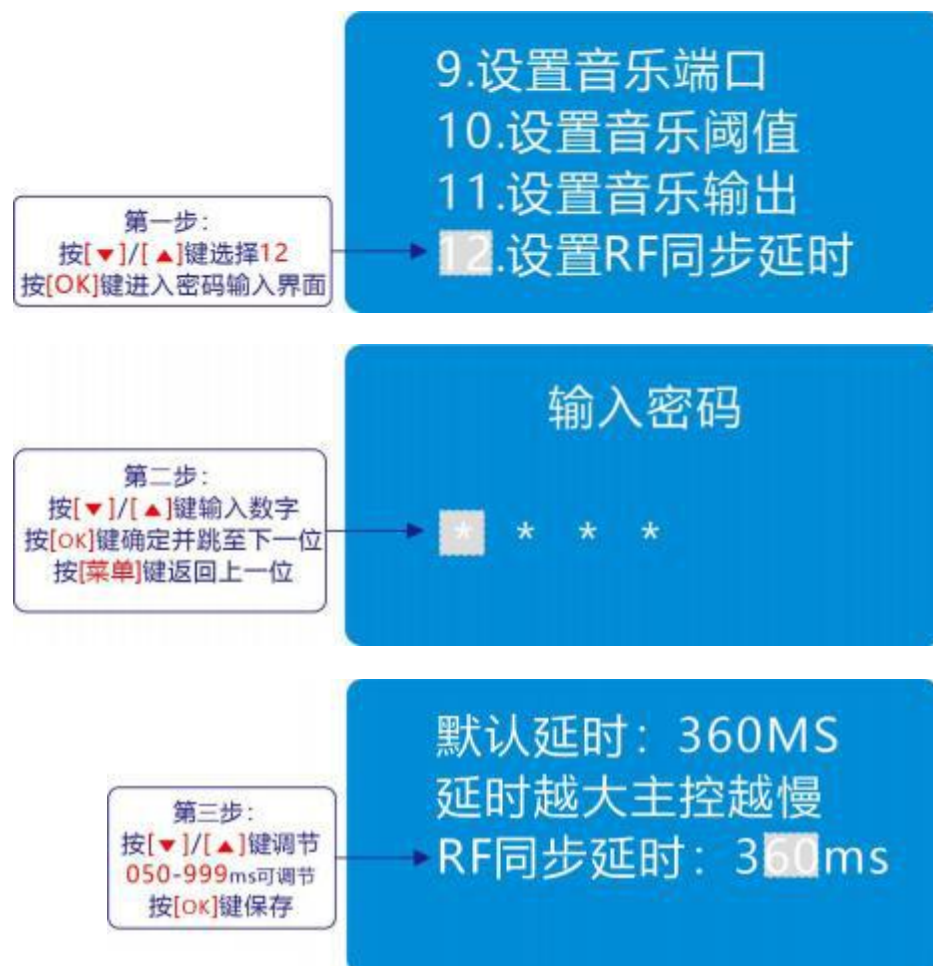 9.设置音乐端口
10.设置音乐阈值
11.设置音乐输出
12.设置RF同步延时
第一步:
按[▼]/[▲]键选择12
按[OK]键进入密码输入界面
输入密码
* * * *
第二步:
按[▼]/[▲]键输入数字
按[OK]键确定并跳至下一位
按[菜单]键返回上一位
默认延时: 360MS
延时越大主控越慢
RF同步延时: 360ms
第三步:
按[▼]/[▲]键调节
050-999ms可调节
按[OK]键保存